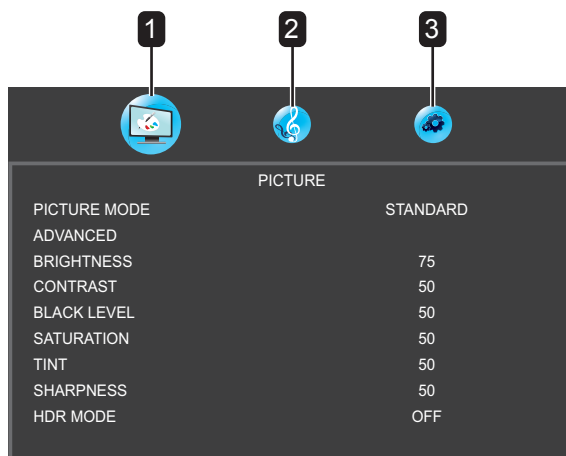 1 2 3
PICTURE
PICTURE MODE STANDARD
ADVANCED
BRIGHTNESS 75
CONTRAST 50
BLACK LEVEL 50
SATURATION 50
TINT 50
SHARPNESS 50
HDR MODE OFF